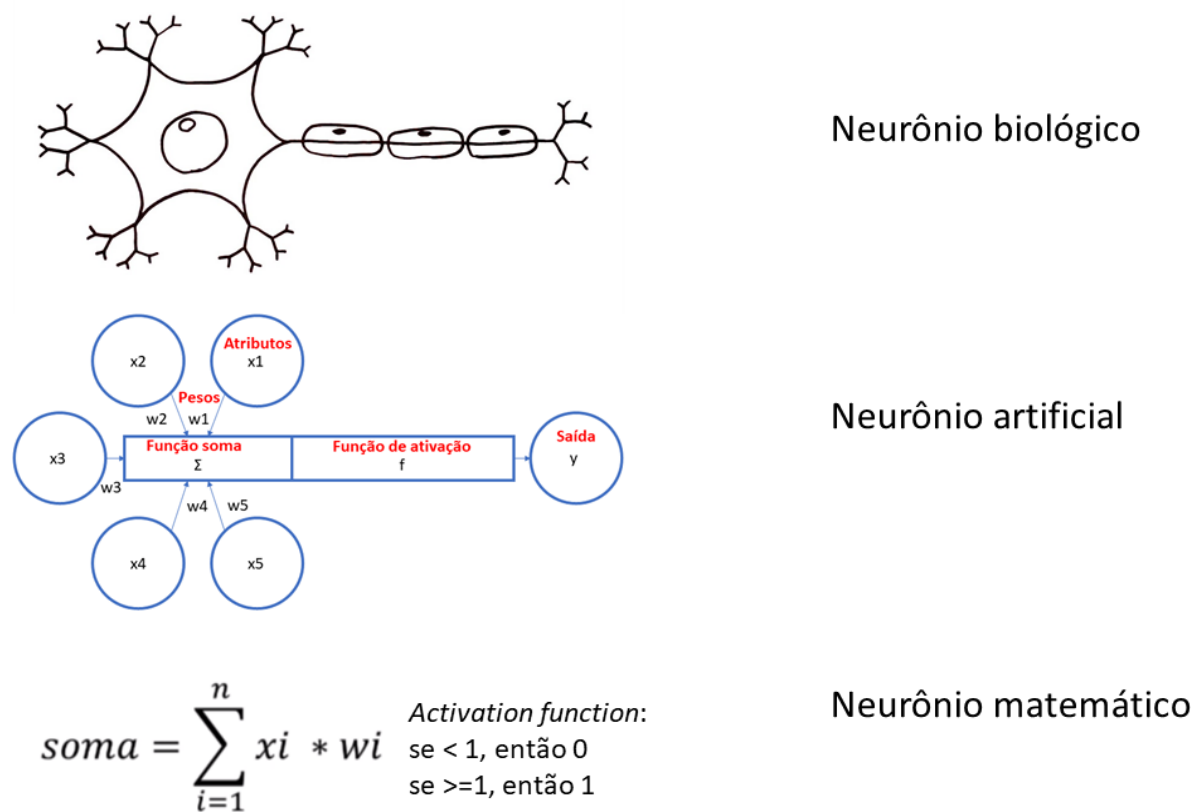 Neurônio biológico
x2
Atributos
x1
Pesos
w2
w1
Neurônio artificial
x3
w3
Função soma
Σ
Função de ativação
f
Saída
y
w4
w5
x4
x5
Neurônio matemático
soma = ∑ n i=1 xi * wi
Activation function:
se < 1, então 0
se >=1, então 1